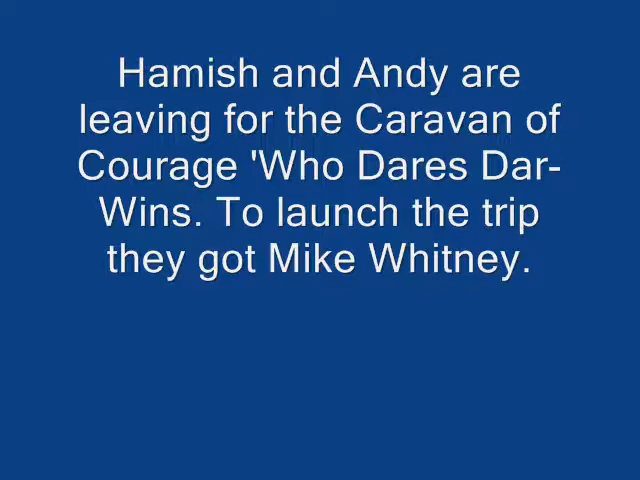 Hamish and Andy are
leaving for the Caravan of
Courage 'Who Dares Dar-
Wins. To launch the trip
they got Mike Whitney.